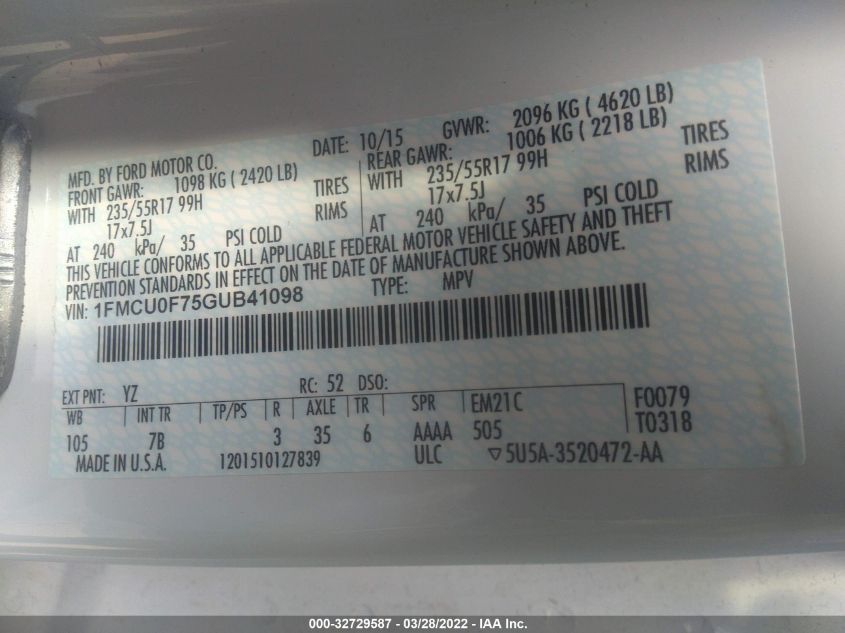 MFD. BY FORD MOTOR CO. DATE: 10/15 GVWR: 2096 KG ( 4620 LB)
FRONT GAWR: 1098 KG ( 2420 LB) REAR GAWR: 1006 KG ( 2218 LB)
WITH 235/55R17 99H TIRES WITH 235/55R17 99H TIRES
17x7.5J RIMS 17x7.5J RIMS
AT 240 kPa/ 35 PSI COLD AT 240 kPa/ 35 PSI COLD
THIS VEHICLE CONFORMS TO ALL APPLICABLE FEDERAL MOTOR VEHICLE SAFETY AND THEFT
PREVENTION STANDARDS IN EFFECT ON THE DATE OF MANUFACTURE SHOWN ABOVE.
VIN: 1FMCU0F75GUB41098 TYPE: MPV
EXT PNT: YZ RC: 52 DSO:
WB INT TR TP/PS R AXLE TR SPR EM21C F0079
105 7B 3 35 6 AAAA 505 T0318
MADE IN U.S.A. 1201510127839 ULC ▽5U5A-3520472-AA
000-32729587 - 03/28/2022 - IAA Inc.